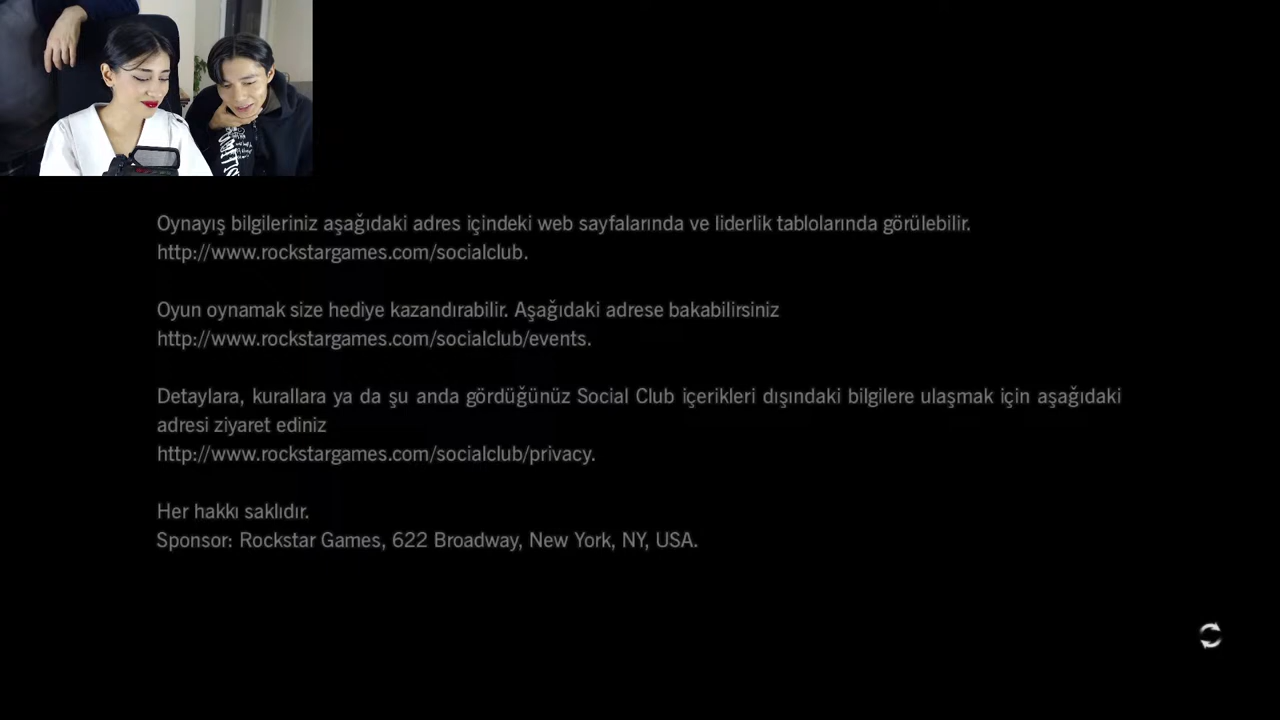 Oynayış bilgileriniz aşağıdaki adres içindeki web sayfalarında ve liderlik tablolarında görülebilir.
http://www.rockstargames.com/socialclub.
Oyun oynamak size hediye kazandırabilir. Aşağıdaki adrese bakabilirsiniz
http://www.rockstargames.com/socialclub/events.
Detaylara, kurallara ya da şu anda gördüğünüz Social Club içerikleri dışındaki bilgilere ulaşmak için aşağıdaki
adresi ziyaret ediniz
http://www.rockstargames.com/socialclub/privacy.
Her hakkı saklıdır.
Sponsor: Rockstar Games, 622 Broadway, New York, NY, USA.